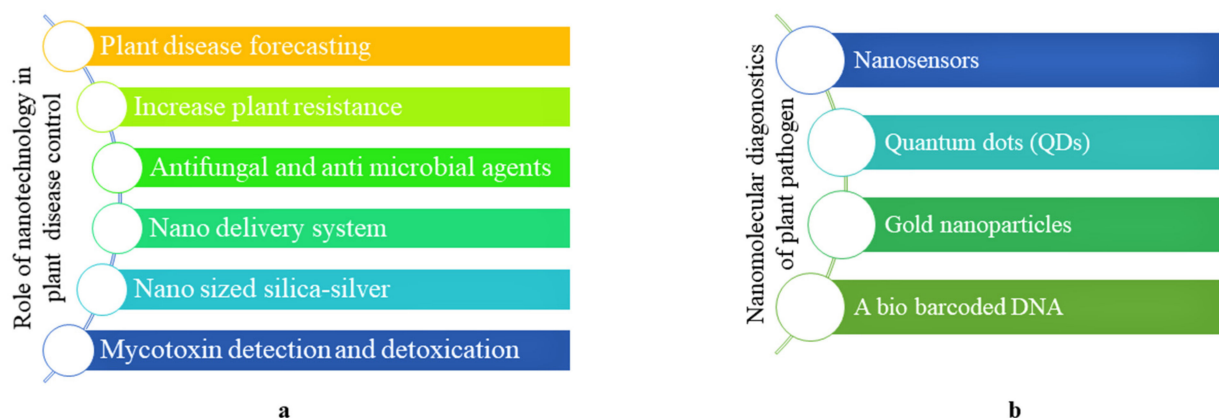 Role of nanotechnology in
plant disease control
Plant disease forecasting
Increase plant resistance
Antifungal and anti microbial agents
Nano delivery system
Nano sized silica-silver
Mycotoxin detection and detoxication
a
Nanomolecular diagonostics
of plant pathogen
Nanosensors
Quantum dots (QDs)
Gold nanoparticles
A bio barcoded DNA
b